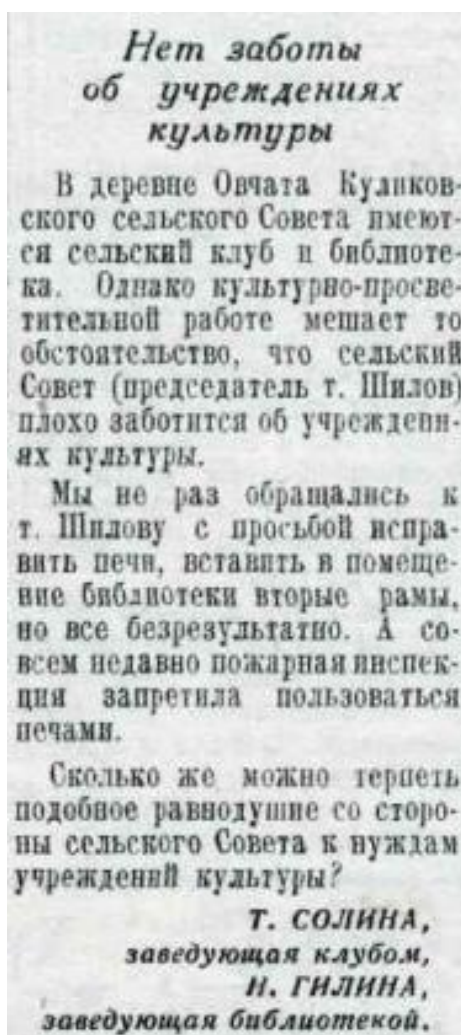 Нет заботы
об учреждениях
культуры
В деревне Овчата Куликов-
ского сельского Совета имеют-
ся сельский клуб и библиоте-
ка. Однако культурно-просве-
тительной работе мешает то
обстоятельство, что сельский
Совет (председатель т. Шилов)
плохо заботится об учреждени-
ях культуры.
Мы не раз обращались к
т. Шилову с просьбой испра-
вить печи, вставить в помеще-
ние библиотеки вторые рамы,
но все безрезультатно. А со-
всем недавно пожарная инспек-
ция запретила пользоваться
печами.
Сколько же можно терпеть
подобное равнодушие со сторо-
ны сельского Совета к нуждам
учреждений культуры?
Т. СОЛИНА,
заведующая клубом,
Н. ГИЛИНА,
заведующая библиотекой.